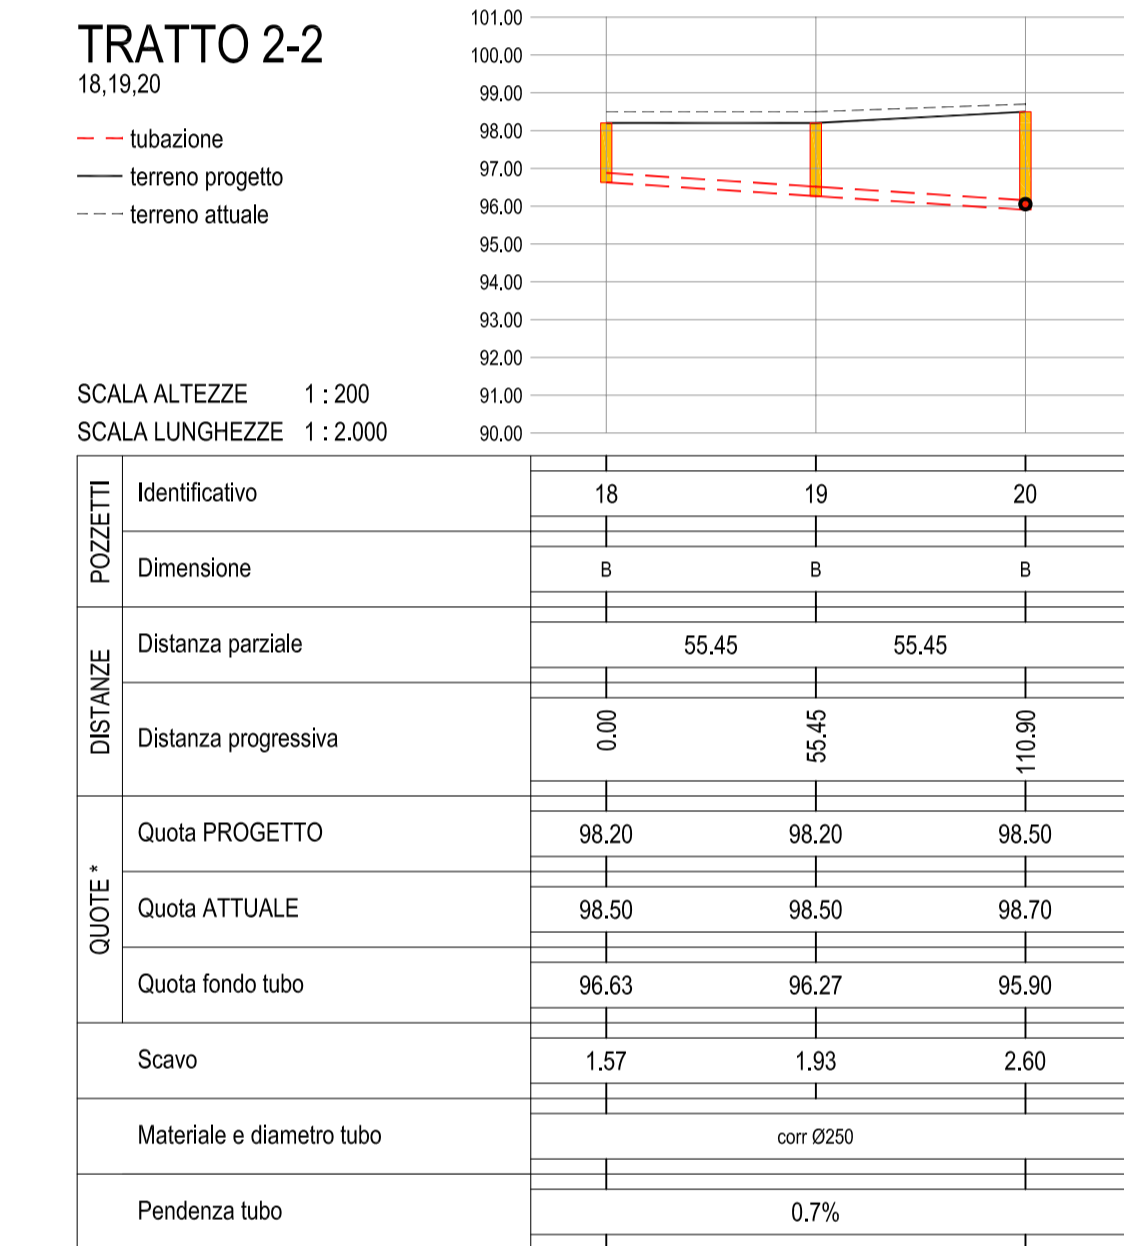 TRATTO 2-2
18,19,20
tubazione
terreno progetto
terreno attuale
SCALA ALTEZZE 1 : 200
SCALA LUNGHEZZE 1 : 2.000
101.00
100.00
99.00
98.00
97.00
96.00
95.00
94.00
93.00
92.00
91.00
90.00
POZZETTI
Identificativo 18 19 20
Dimensione B B B
DISTANZE
Distanza parziale 55.45 55.45
Distanza progressiva 0.00 55.45 110.90
QUOTE *
Quota PROGETTO 98.20 98.20 98.50
Quota ATTUALE 98.50 98.50 98.70
Quota fondo tubo 96.63 96.27 95.90
Scavo 1.57 1.93 2.60
Materiale e diametro tubo corr Ø250
Pendenza tubo 0.7%